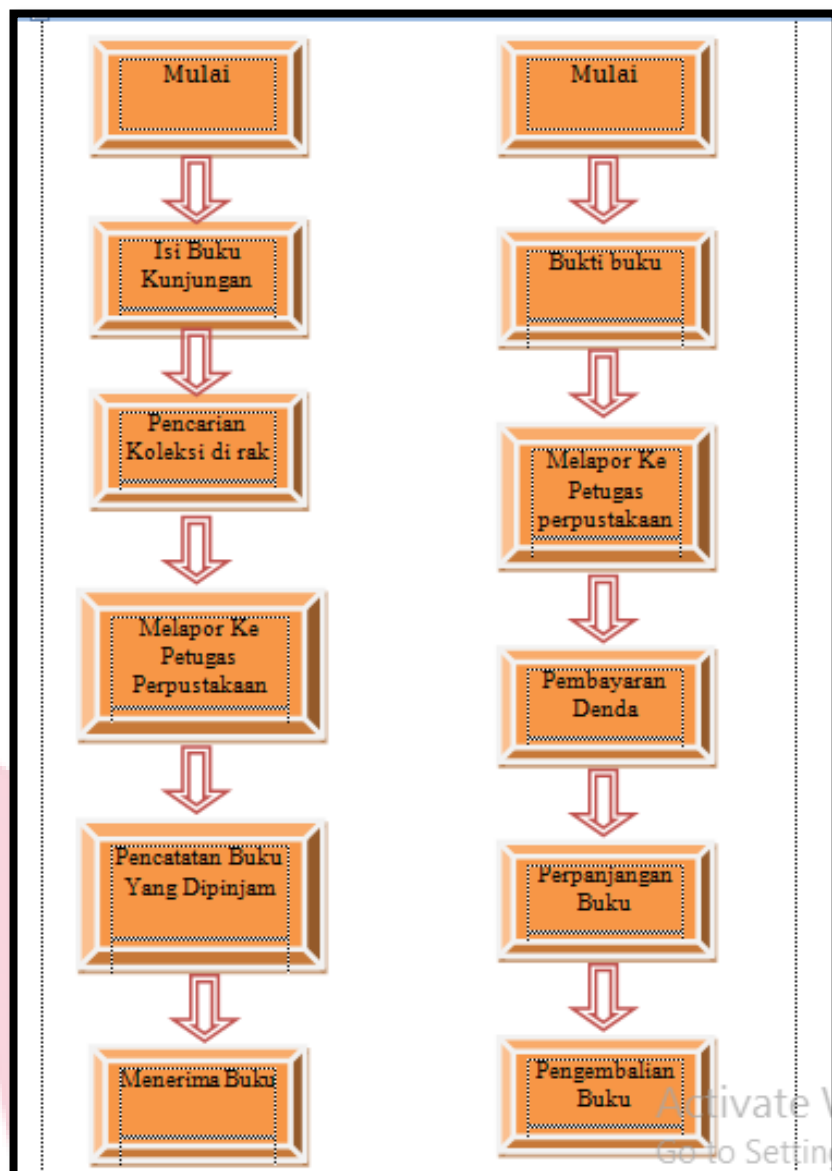 Mulai
Isi Buku
Kunjungan
Pencarian
Koleksi di rak
Melapor Ke
Petugas
Perpustakaan
Pencatatan Buku
Yang Dipinjam
Menerima Buku
Mulai
Bukti buku
Melapor Ke
Petugas
perpustakaan
Pembayaran
Denda
Perpanjangan
Buku
Pengembalian
Buku
Activate W
Go to Setting